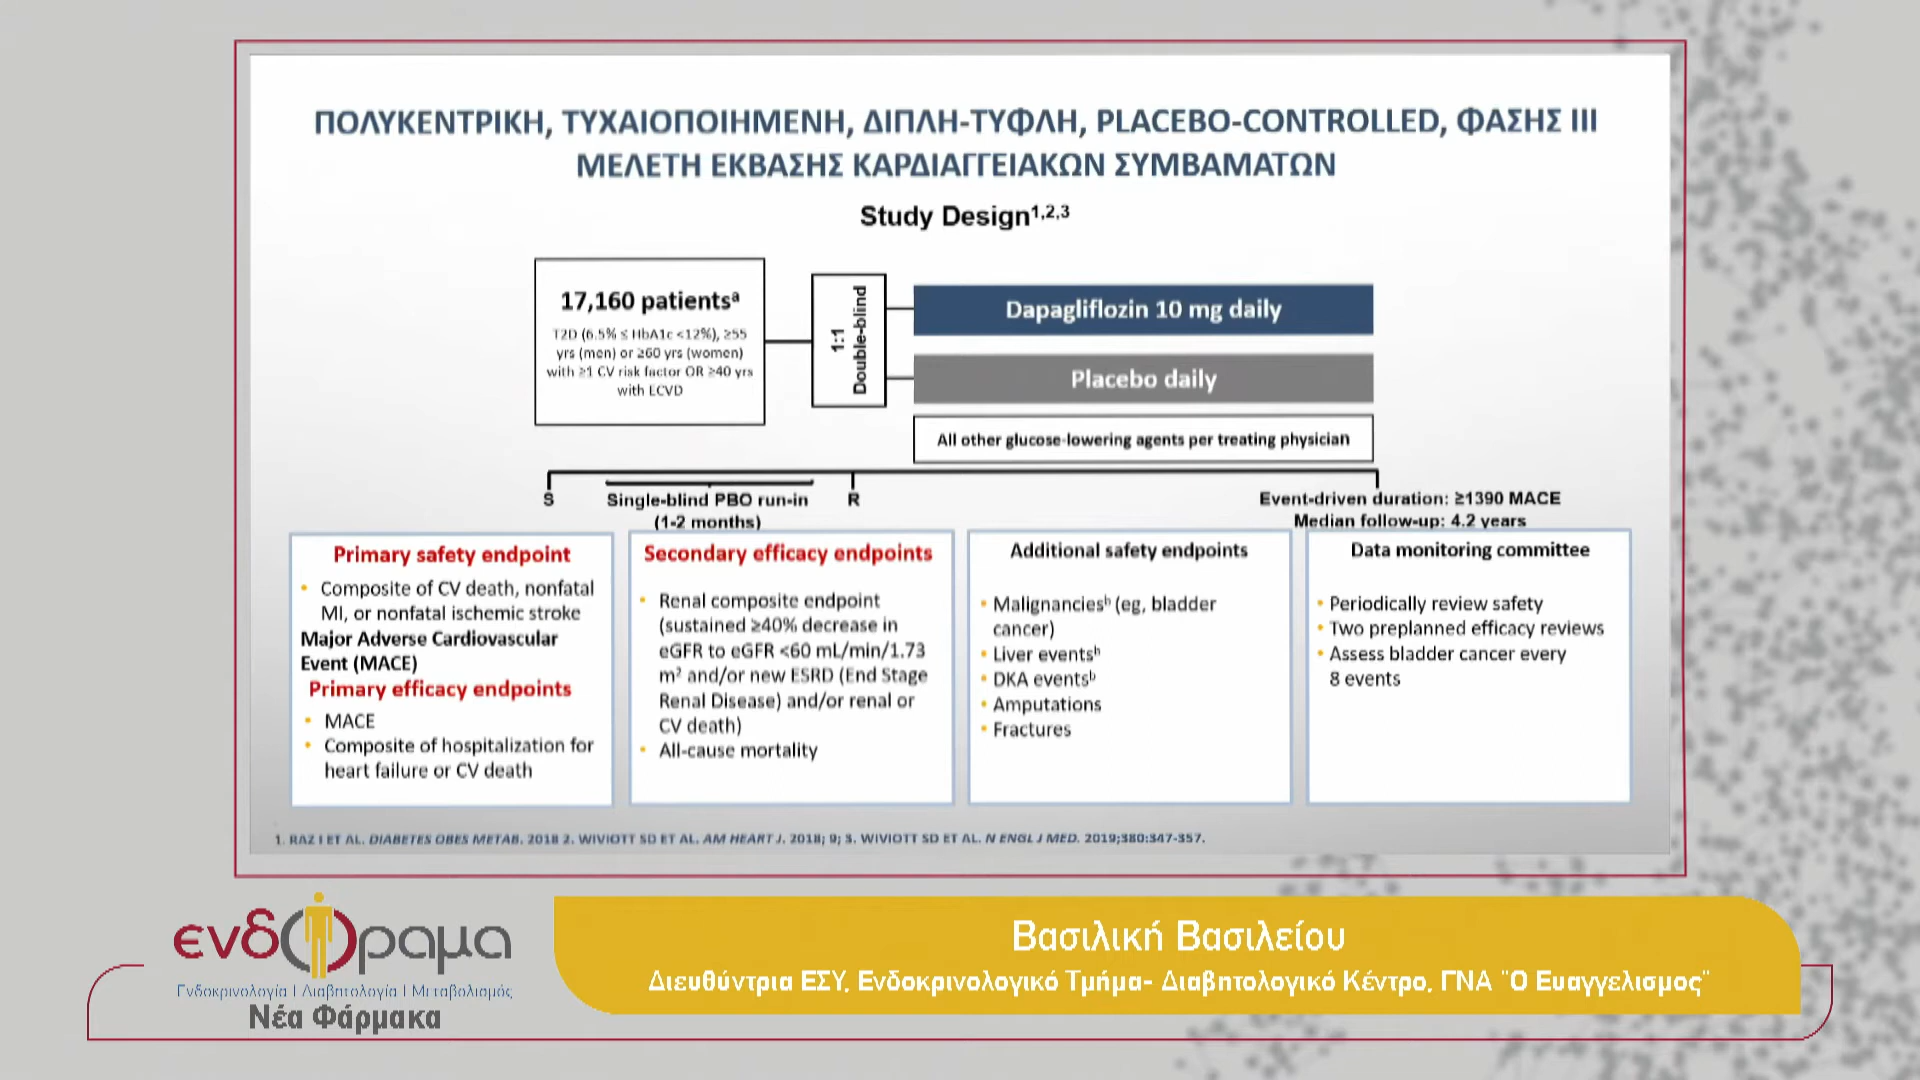 ΠΟΛΥΚΕΝΤΡΙΚΗ, ΤΥΧΑΙΟΠΟΙΗΜΕΝΗ, ΔΙΠΛΗ-ΤΥΦΛΗ, PLACEBO-CONTROLLED, ΦΑΣΗΣ III
ΜΕΛΕΤΗ ΕΚΒΑΣΗΣ ΚΑΡΔΙΑΓΓΕΙΑΚΩΝ ΣΥΜΒΑΜΑΤΩΝ
Study Design¹,²,³
17,160 patientsᵃ
T2D (6.5% ≤ HbA1c <12%), ≥55
yrs (men) or ≥60 yrs (women)
with ≥1 CV risk factor OR ≥40 yrs
with ECVD
1:1
Double-blind
Dapagliflozin 10 mg daily
Placebo daily
All other glucose-lowering agents per treating physician
S
Single-blind PBO run-in
(1-2 months)
R
Event-driven duration: ≥1390 MACE
Median follow-up: 4.2 years
Primary safety endpoint
• Composite of CV death, nonfatal
MI, or nonfatal ischemic stroke
Major Adverse Cardiovascular
Event (MACE)
Primary efficacy endpoints
• MACE
• Composite of hospitalization for
heart failure or CV death
Secondary efficacy endpoints
• Renal composite endpoint
(sustained ≥40% decrease in
eGFR to eGFR <60 mL/min/1.73
m² and/or new ESRD (End Stage
Renal Disease) and/or renal or
CV death)
• All-cause mortality
Additional safety endpoints
• Malignanciesᵇ (eg, bladder
cancer)
• Liver eventsᵇ
• DKA eventsᵇ
• Amputations
• Fractures
Data monitoring committee
• Periodically review safety
• Two preplanned efficacy reviews
• Assess bladder cancer every
8 events
1. RAZ I ET AL. DIABETES OBES METAB. 2018 2. WIVIOTT SD ET AL. AM HEART J. 2018; 9; 3. WIVIOTT SD ET AL. N ENGL J MED. 2019;380:347-357.
ενδόραμα
Ενδοκρινολογία | Διαβητολογία | Μεταβολισμός
Νέα Φάρμακα
Βασιλική Βασιλείου
Διευθύντρια ΕΣΥ, Ενδοκρινολογικό Τμήμα- Διαβητολογικό Κέντρο, ΓΝΑ "Ο Ευαγγελισμος"